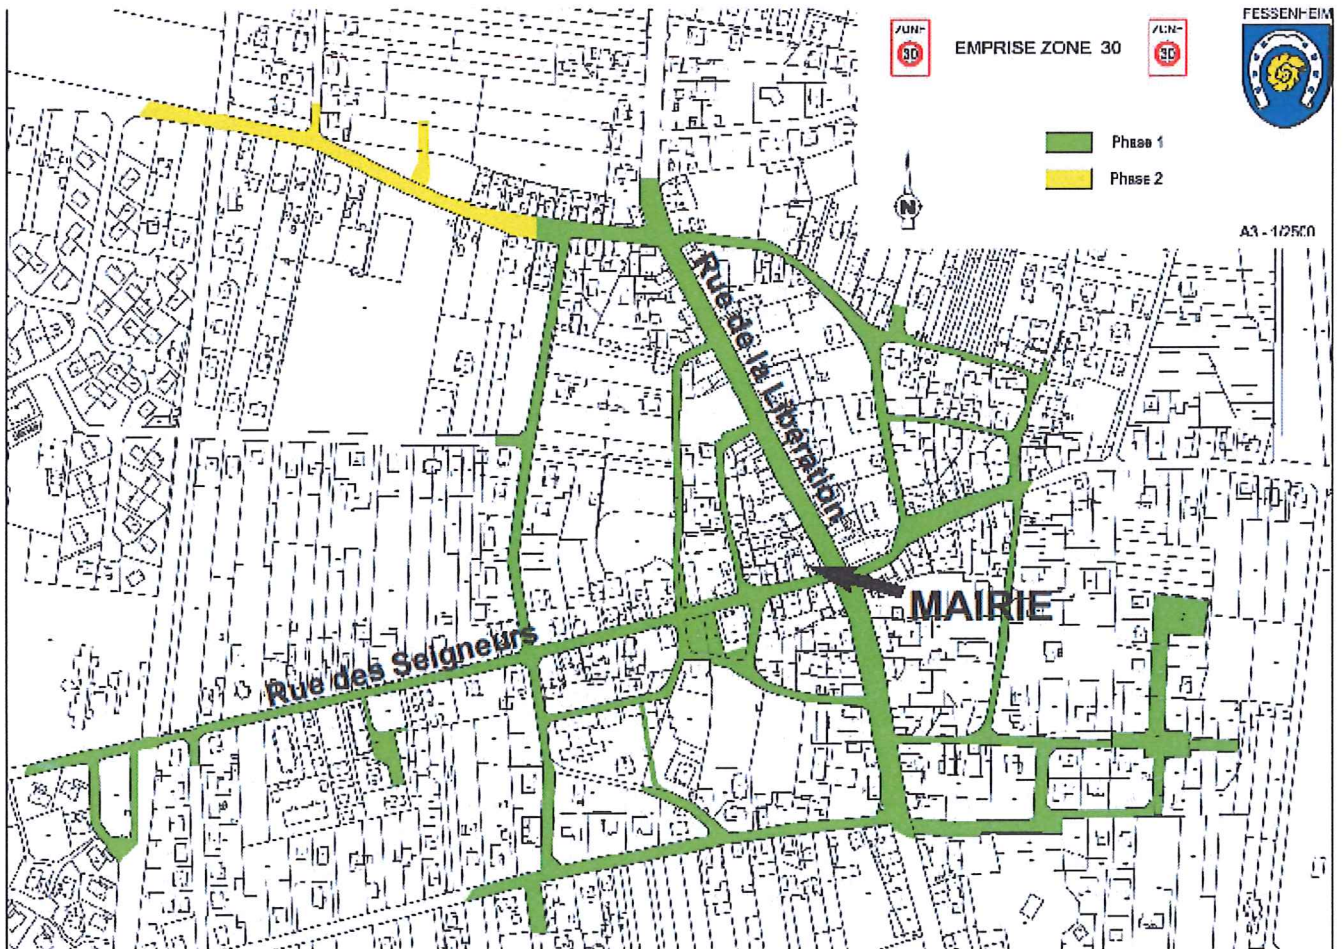 FESSENHEIM
ZONE
30
EMPRISE ZONE 30
ZONE
30
Phase 1
Phase 2
N
A3 - 1/2500
Rue de la Libération
MAIRIE
Rue des Seigneurs